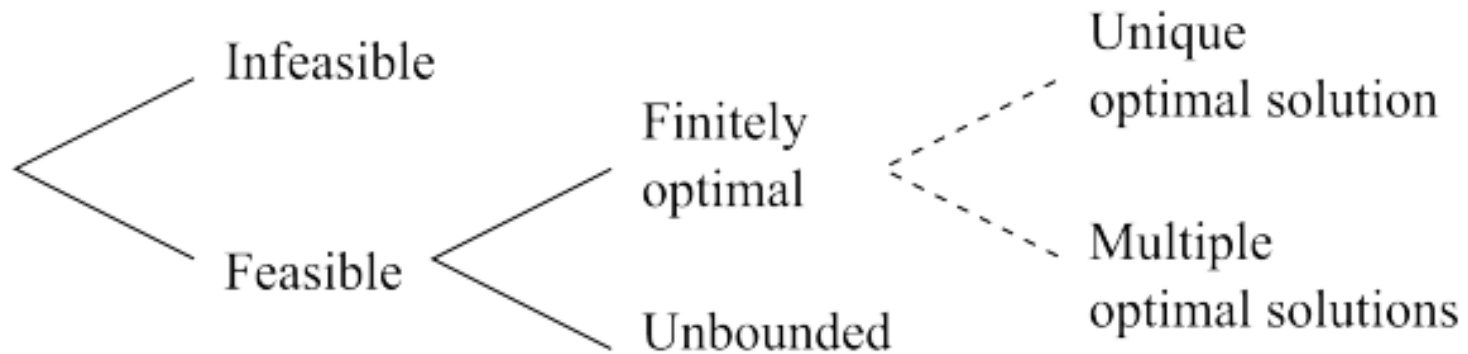 Infeasible
Feasible
Finitely
optimal
Unbounded
Unique
optimal solution
Multiple
optimal solutions